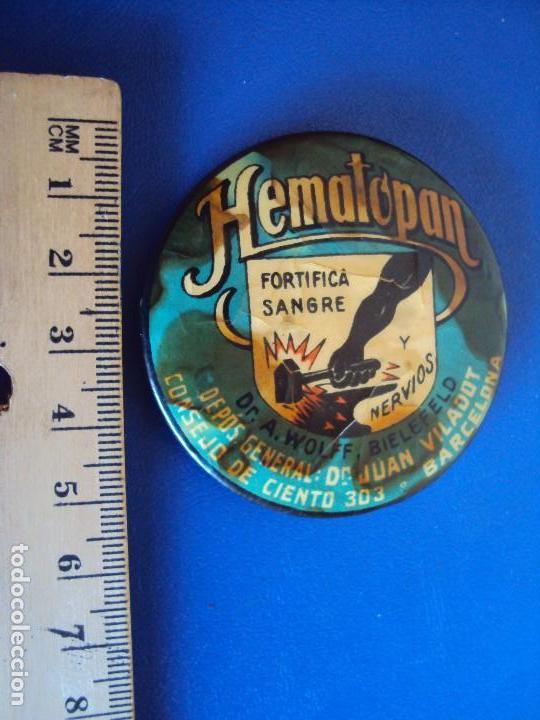 MM
CM
1
2
3
4
5
6
7
8
Hematopan
FORTIFICA
SANGRE
Y
NERVIOS
DR. A. WOLFF, BIELEFELD
DEPOS GENERAL: DR. JUAN VILADOT
CONSEJO DE CIENTO 303 · BARCELONA
todocoleccion